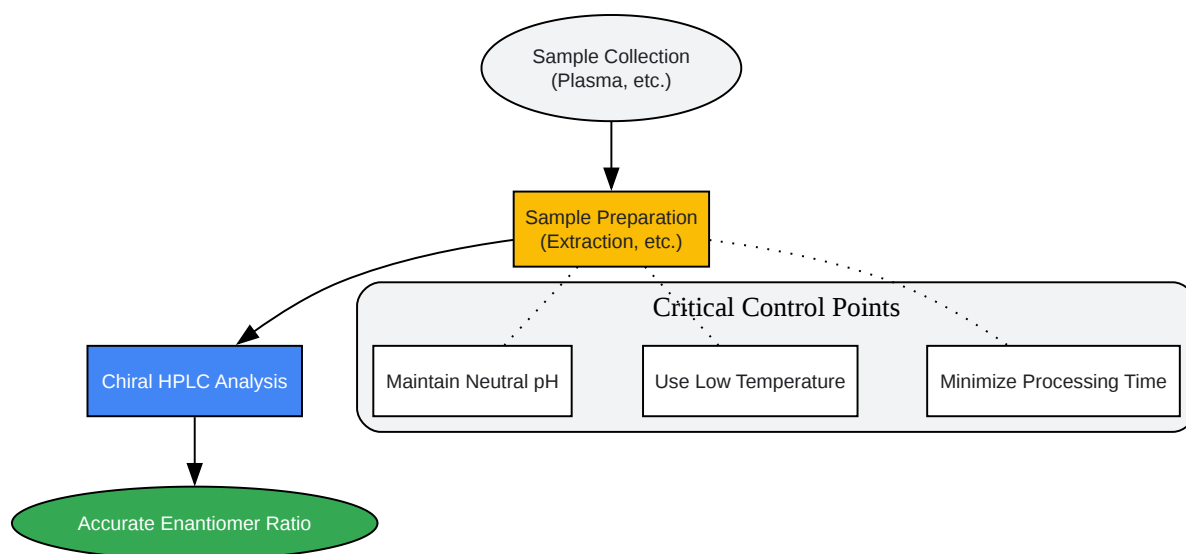 Sample Collection
(Plasma, etc.)
Sample Preparation
(Extraction, etc.)
Critical Control Points
Chiral HPLC Analysis
Maintain Neutral pH
Use Low Temperature
Minimize Processing Time
Accurate Enantiomer Ratio